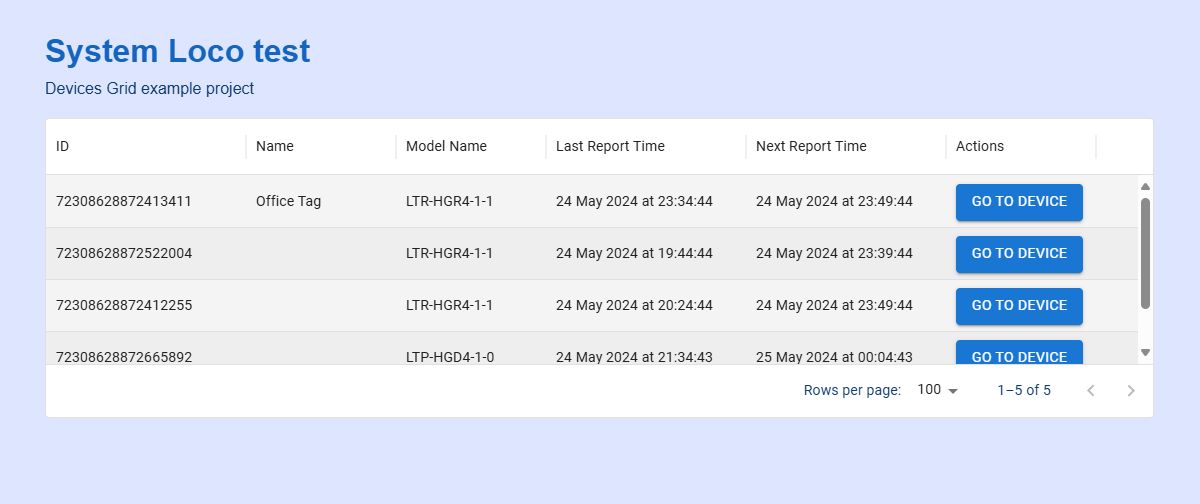 System Loco test
Devices Grid example project
ID Name Model Name Last Report Time Next Report Time Actions
72308628872413411 Office Tag LTR-HGR4-1-1 24 May 2024 at 23:34:44 24 May 2024 at 23:49:44 GO TO DEVICE
72308628872522004 LTR-HGR4-1-1 24 May 2024 at 19:44:44 24 May 2024 at 23:39:44 GO TO DEVICE
72308628872412255 LTR-HGR4-1-1 24 May 2024 at 20:24:44 24 May 2024 at 23:49:44 GO TO DEVICE
72308628872665892 LTP-HGD4-1-0 24 May 2024 at 21:34:43 25 May 2024 at 00:04:43 GO TO DEVICE
Rows per page: 100 1–5 of 5